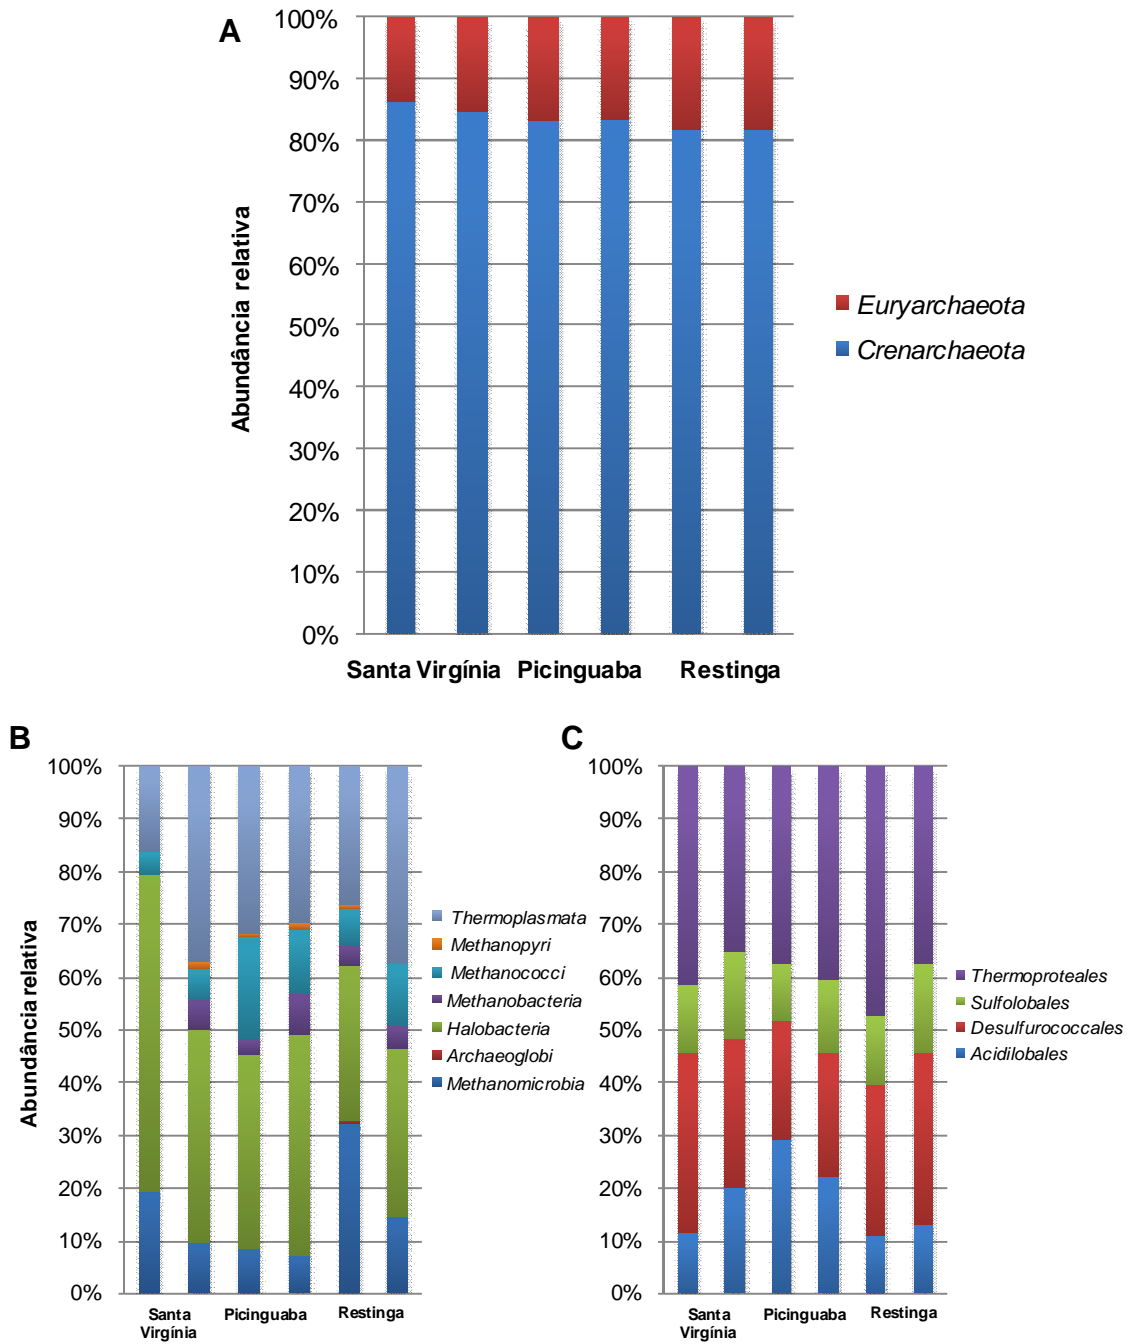 A
100%
90%
80%
70%
60%
50%
40%
30%
20%
10%
0%
Abundância relativa
Santa Virgínia Picinguaba Restinga
Euryarchaeota
Crenarchaeota
B
100%
90%
80%
70%
60%
50%
40%
30%
20%
10%
0%
Abundância relativa
Santa Virgínia
Picinguaba
Restinga
Thermoplasmata
Methanopyri
Methanococci
Methanobacteria
Halobacteria
Archaeoglobi
Methanomicrobia
C
100%
90%
80%
70%
60%
50%
40%
30%
20%
10%
0%
Santa
Virgínia
Picinguaba
Restinga
Thermoproteales
Sulfolobales
Desulfurococcales
Acidilobales